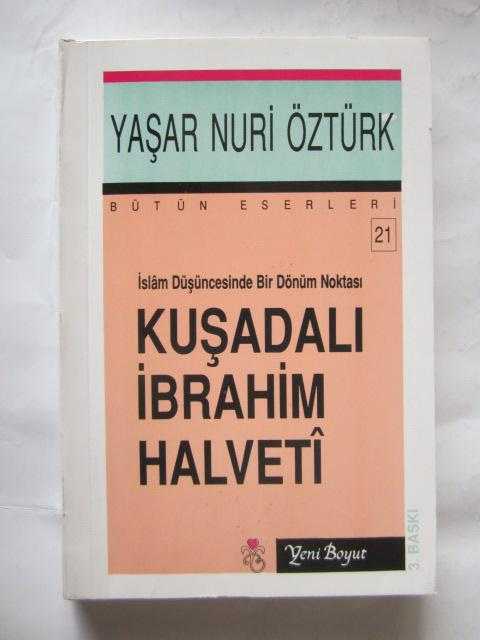 YAŞAR NURİ ÖZTÜRK
BÜTÜN ESERLERİ
21
İslâm Düşüncesinde Bir Dönüm Noktası
KUŞADALI
İBRAHİM
HALVETÎ
Yeni Boyut
3. BASKI